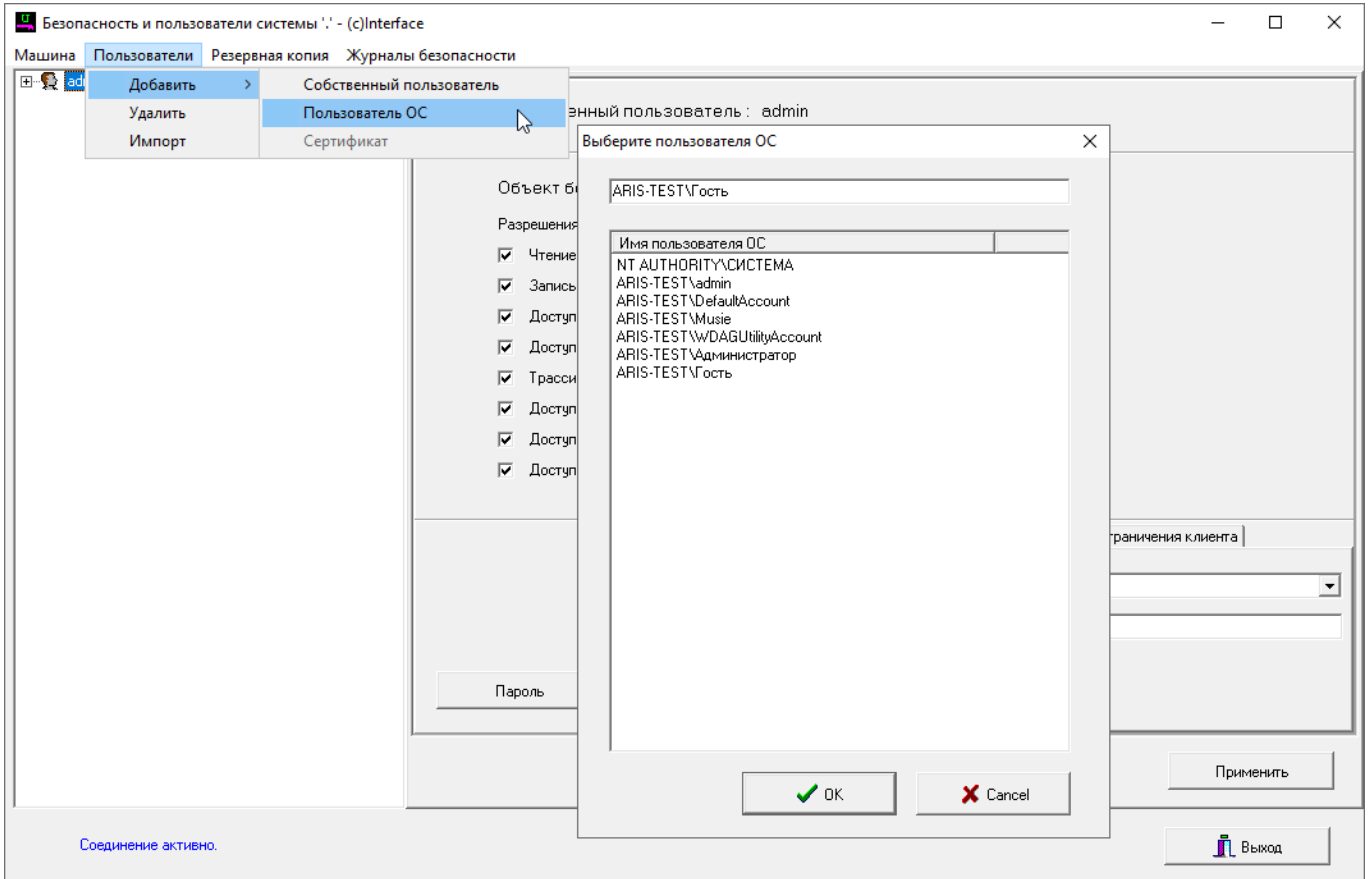 Безопасность и пользователи системы '.' - (c)Interface
Машина Пользователи Резервная копия Журналы безопасности
Добавить
Удалить
Импорт
Собственный пользователь
Пользователь ОС
Сертификат
пользователь : admin
Объект
Разрешения
Чтение
Запись
Доступ
Доступ
Доступ
Доступ
Доступ
Пароль
Выберите пользователя ОС
ARIS-TEST\Гость
Имя пользователя ОС
NT AUTHORITY\СИСТЕМА
ARIS-TEST\admin
ARIS-TEST\DefaultAccount
ARIS-TEST\Musie
ARIS-TEST\WDAGUtilityAccount
ARIS-TEST\Администратор
ARIS-TEST\Гость
OK
Cancel
клиента
Применить
Соединение активно.
Выход